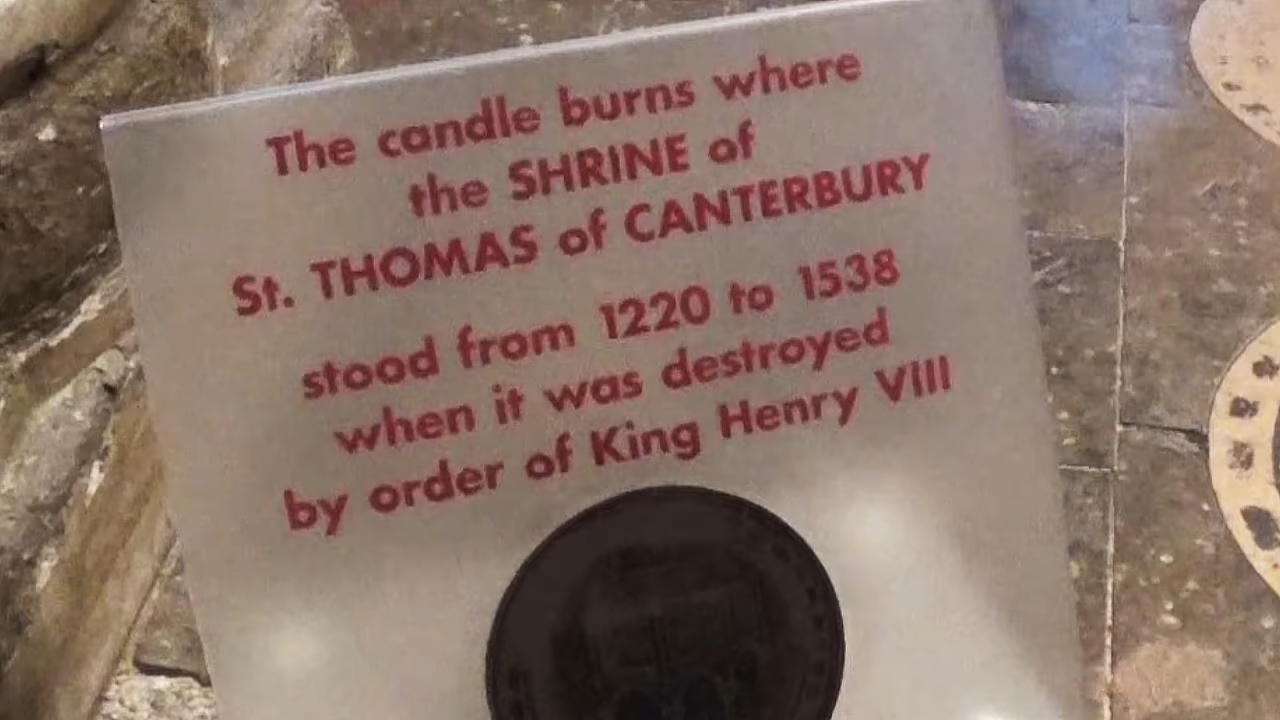 The candle burns where
the SHRINE of
St. THOMAS of CANTERBURY
stood from 1220 to 1538
when it was destroyed
by order of King Henry VIII